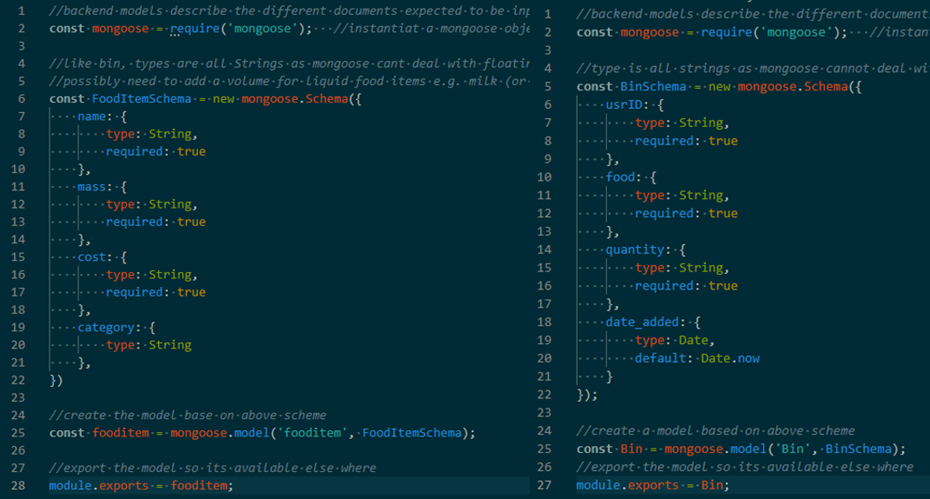 1 //backend models describe the different documents expected to be inp
2 const mongoose = require('mongoose'); //instantiat a mongoose obje
3
4 //like bin, types are all Strings as mongoose cant deal with floatin
5 //possibly need to add a volume for liquid food items e.g. milk (or
6 const FoodItemSchema = new mongoose.Schema({
7     name: {
8         type: String,
9         required: true
10     },
11     mass: {
12         type: String,
13         required: true
14     },
15     cost: {
16         type: String,
17         required: true
18     },
19     category: {
20         type: String
21     },
22 })
23
24 //create the model base on above scheme
25 const fooditem = mongoose.model('fooditem', FoodItemSchema);
26
27 //export the model so its available else where
28 module.exports = fooditem;
1 //backend models describe the different document
2 const mongoose = require('mongoose'); //instan
3
4 //type is all strings as mongoose cannot deal wi
5 const BinSchema = new mongoose.Schema({
6     usrID: {
7         type: String,
8         required: true
9     },
10     food: {
11         type: String,
12         required: true
13     },
14     quantity: {
15         type: String,
16         required: true
17     },
18     date_added: {
19         type: Date,
20         default: Date.now
21     }
22 });
23
24 //create a model based on above scheme
25 const Bin = mongoose.model('Bin', BinSchema);
26 //export the model so its available else where
27 module.exports = Bin;